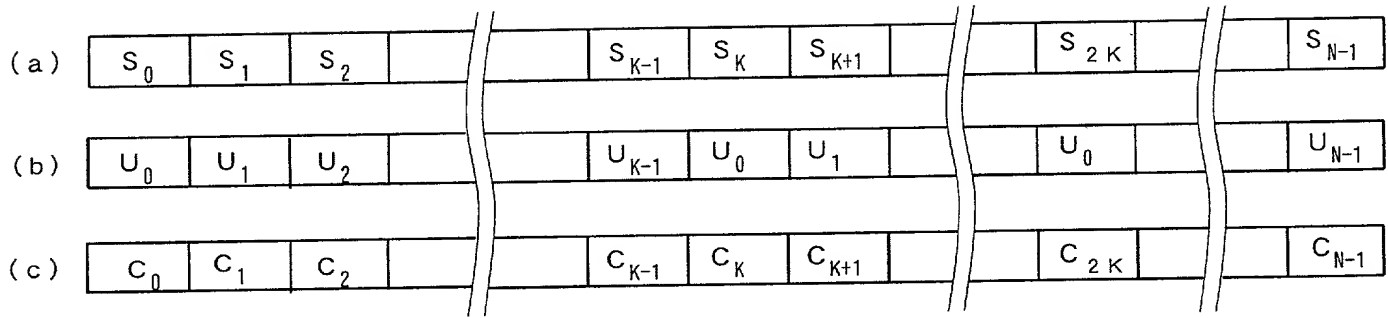 (a) S0 S1 S2 SK-1 SK SK+1 S2K SN-1
(b) U0 U1 U2 UK-1 U0 U1 U0 UN-1
(c) C0 C1 C2 CK-1 CK CK+1 C2K CN-1